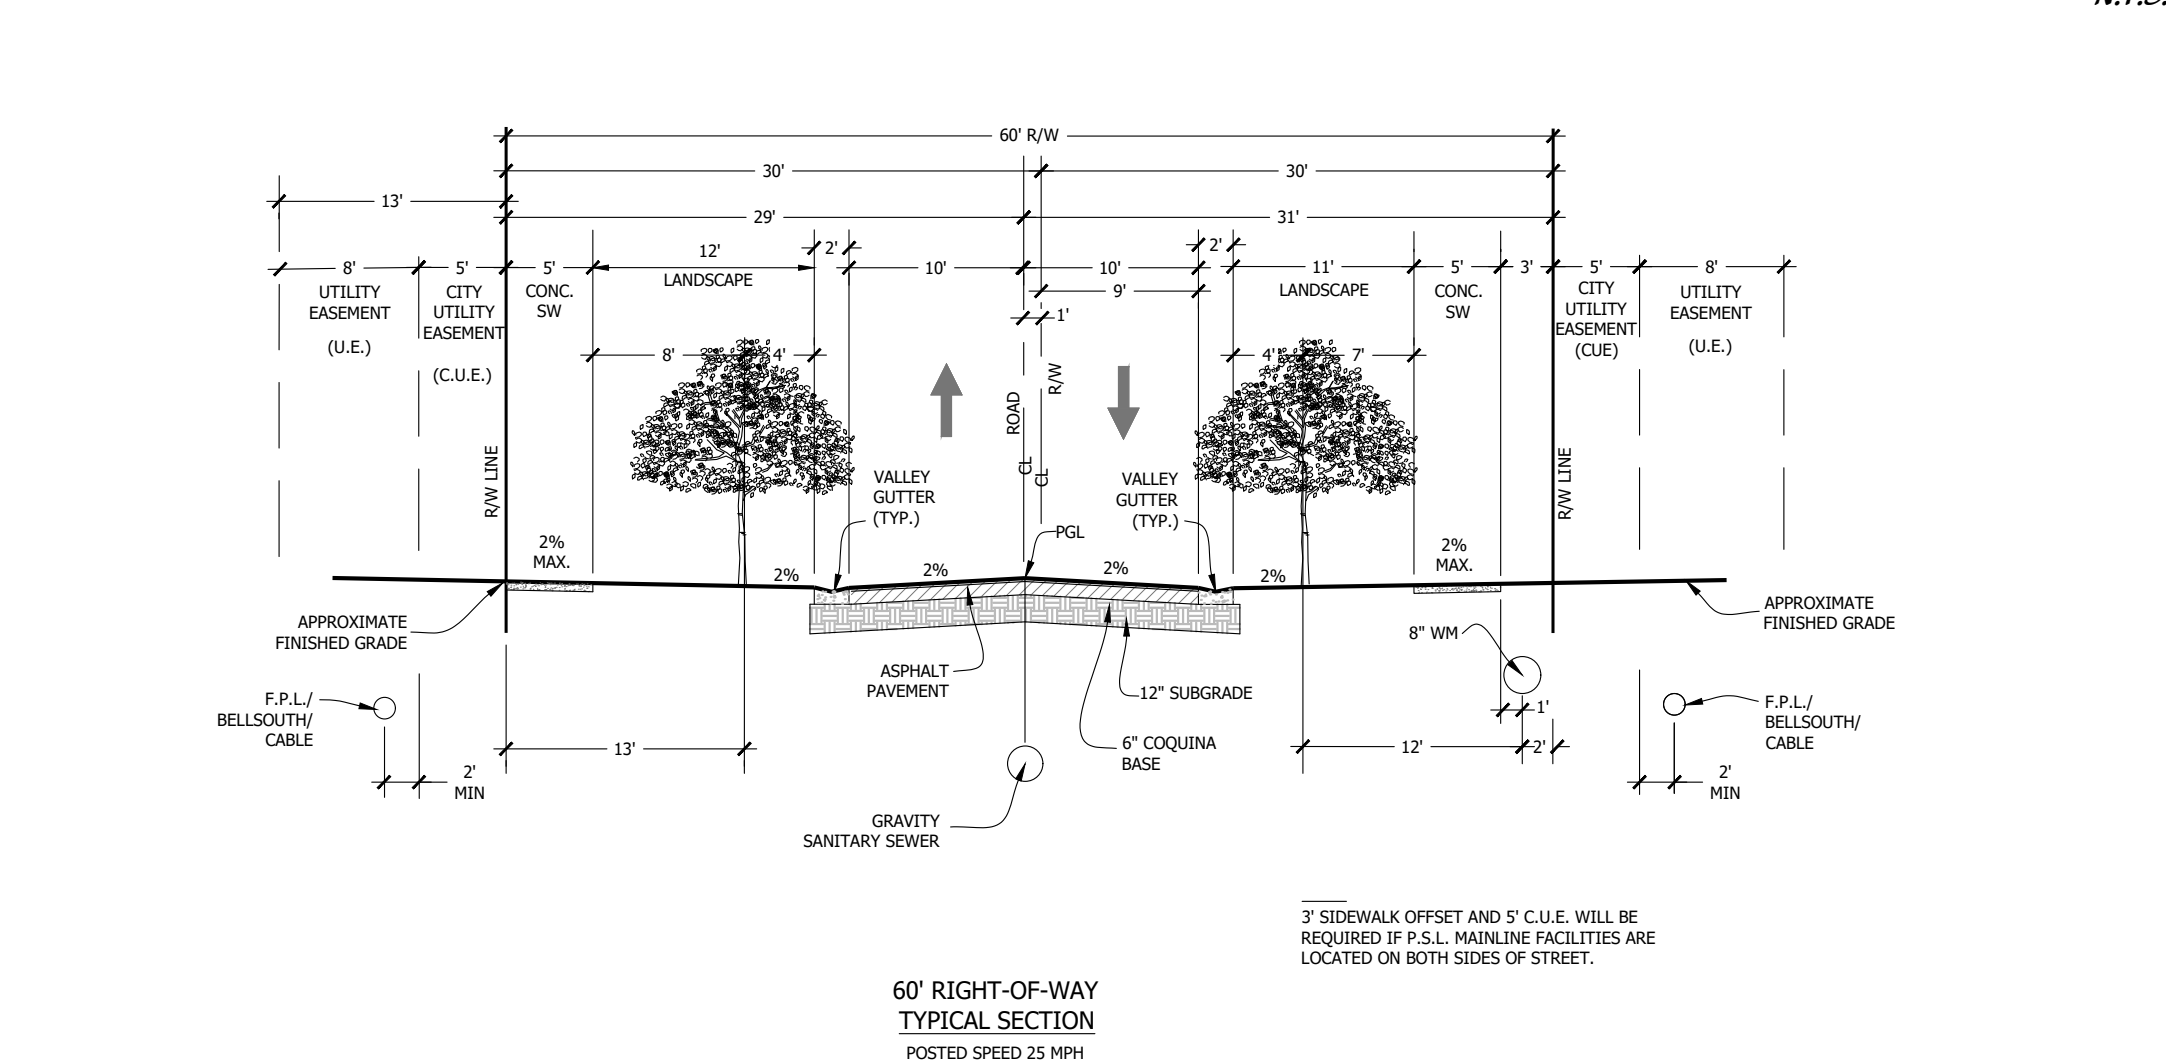 N.T.S.
60' R/W
30'
30'
13'
29'
31'
12'
2'
2'
8'
5'
5'
10'
10'
11'
5'
3'
5'
8'
UTILITY
EASEMENT
(U.E.)
CITY
UTILITY
EASEMENT
(C.U.E.)
CONC.
SW
LANDSCAPE
9'
1'
LANDSCAPE
CONC.
SW
CITY
UTILITY
EASEMENT
(CUE)
UTILITY
EASEMENT
(U.E.)
8'
4'
4'
7'
ROAD
CL
R/W
CL
R/W LINE
R/W LINE
VALLEY
GUTTER
(TYP.)
VALLEY
GUTTER
(TYP.)
PGL
2%
MAX.
2%
2%
2%
2%
2%
MAX.
APPROXIMATE
FINISHED GRADE
APPROXIMATE
FINISHED GRADE
8" WM
ASPHALT
PAVEMENT
12" SUBGRADE
F.P.L./
BELLSOUTH/
CABLE
F.P.L./
BELLSOUTH/
CABLE
1'
13'
6" COQUINA
BASE
12'
2'
2'
MIN
2'
MIN
GRAVITY
SANITARY SEWER
3' SIDEWALK OFFSET AND 5' C.U.E. WILL BE
REQUIRED IF P.S.L. MAINLINE FACILITIES ARE
LOCATED ON BOTH SIDES OF STREET.
60' RIGHT-OF-WAY
TYPICAL SECTION
POSTED SPEED 25 MPH